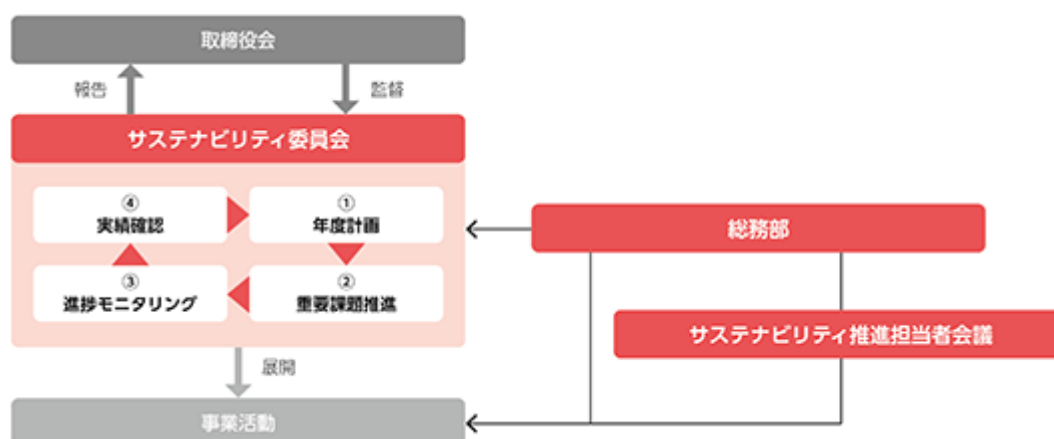 取締役会
報告
監督
サステナビリティ委員会
④
実績確認
①
年度計画
③
進捗モニタリング
②
重要課題推進
展開
事業活動
総務部
サステナビリティ推進担当者会議